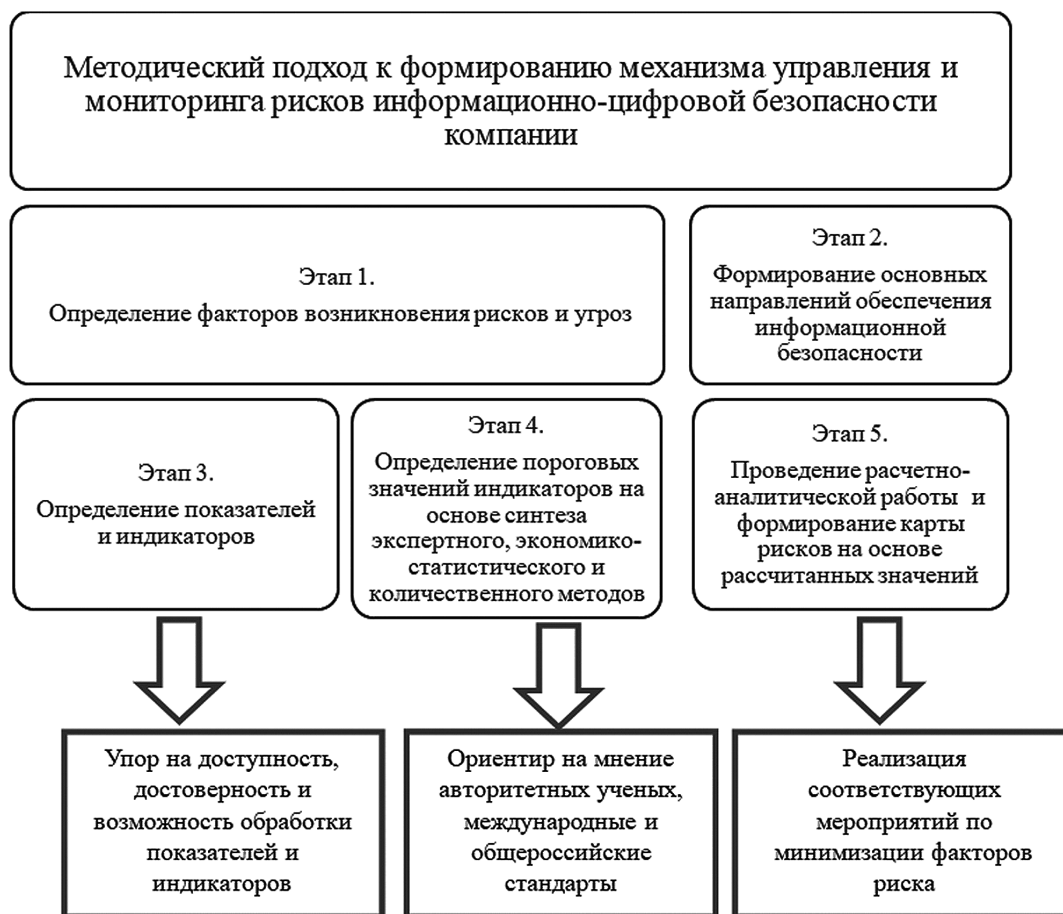 Методический подход к формированию механизма управления и
мониторинга рисков информационно-цифровой безопасности
компании
Этап 1.
Определение факторов возникновения рисков и угроз
Этап 2.
Формирование основных
направлений обеспечения
информационной
безопасности
Этап 3.
Определение показателей
и индикаторов
Этап 4.
Определение пороговых
значений индикаторов на
основе синтеза
экспертного, экономико-
статистического и
количественного методов
Этап 5.
Проведение расчетно-
аналитической работы и
формирование карты
рисков на основе
рассчитанных значений
Упор на доступность,
достоверность и
возможность обработки
показателей и
индикаторов
Ориентир на мнение
авторитетных ученых,
международные и
общероссийские
стандарты
Реализация
соответствующих
мероприятий по
минимизации факторов
риска